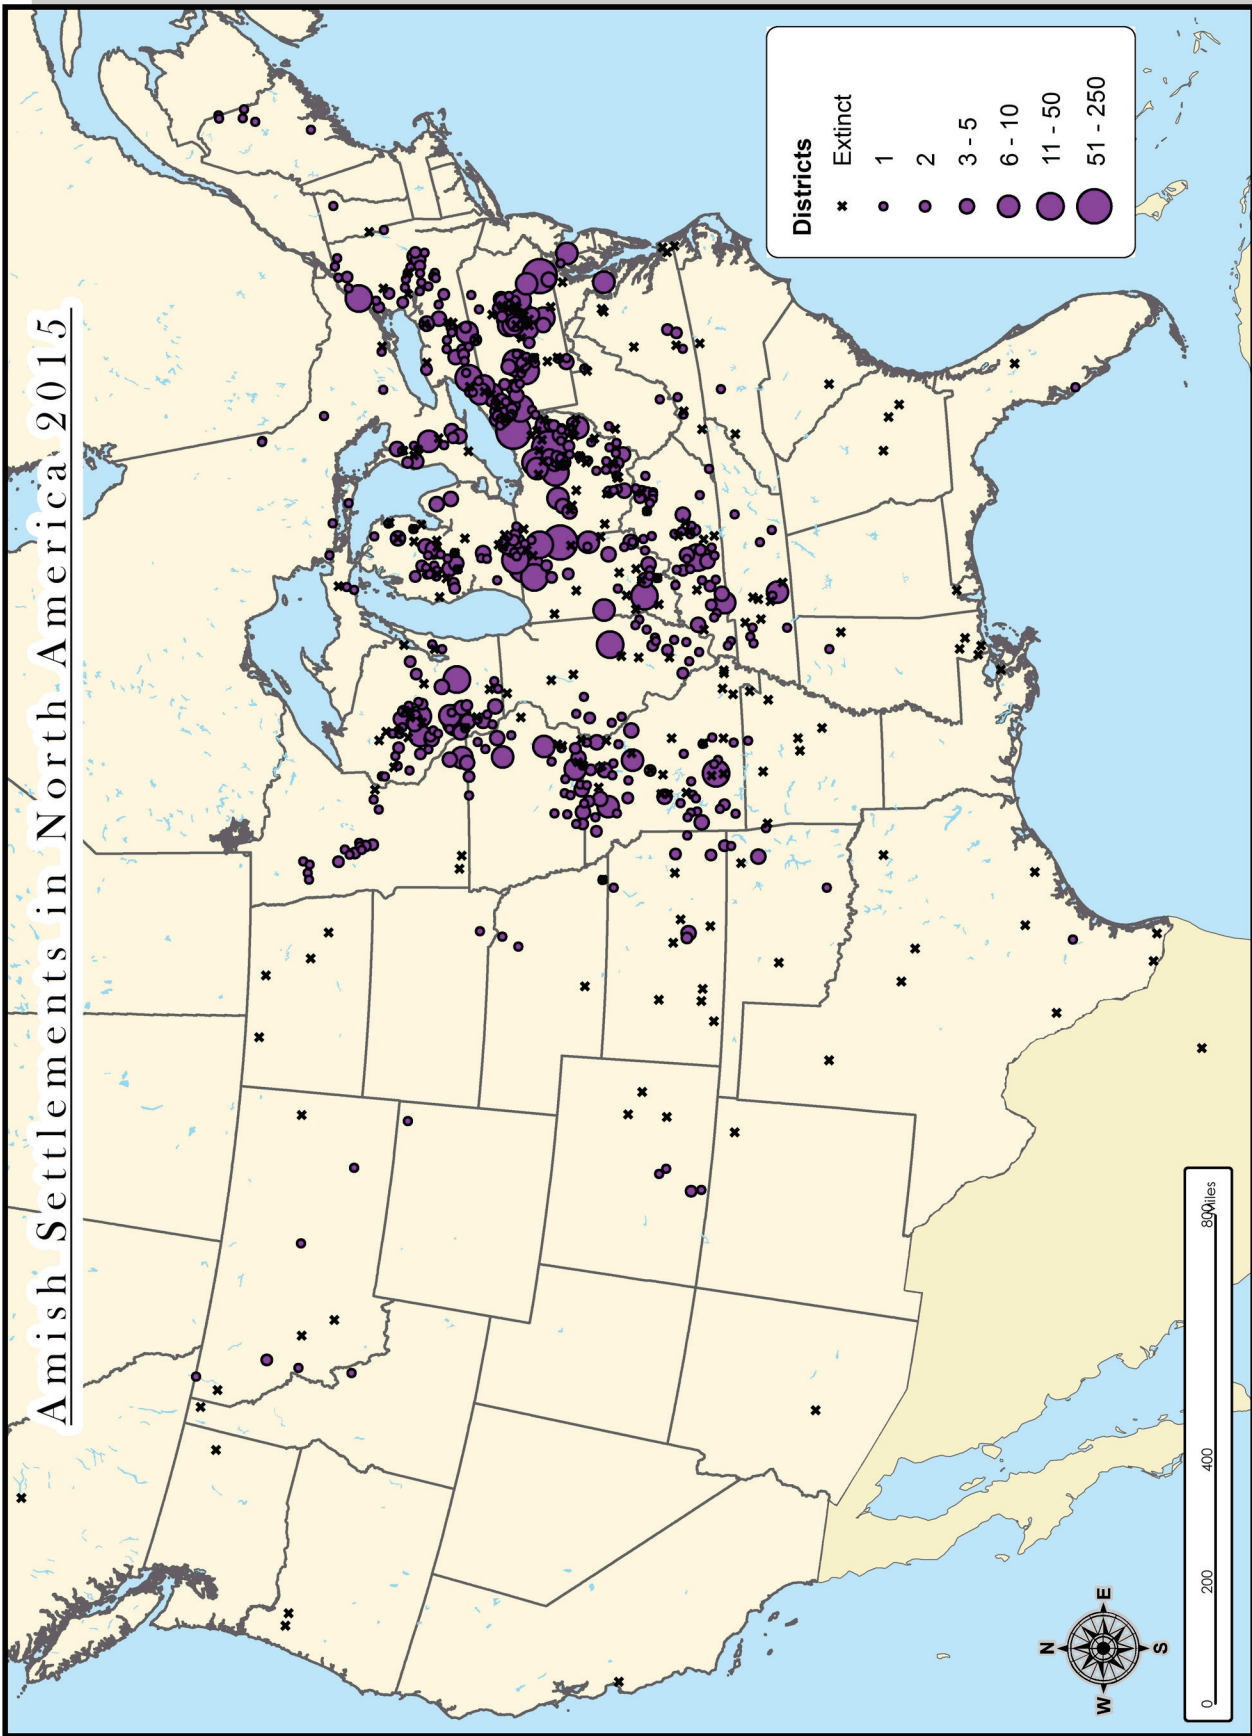 Amish Settlements in North America 2015
Districts
Extinct
1
2
3 - 5
6 - 10
11 - 50
51 - 250
N
W E
S
0 200 400 800
Miles